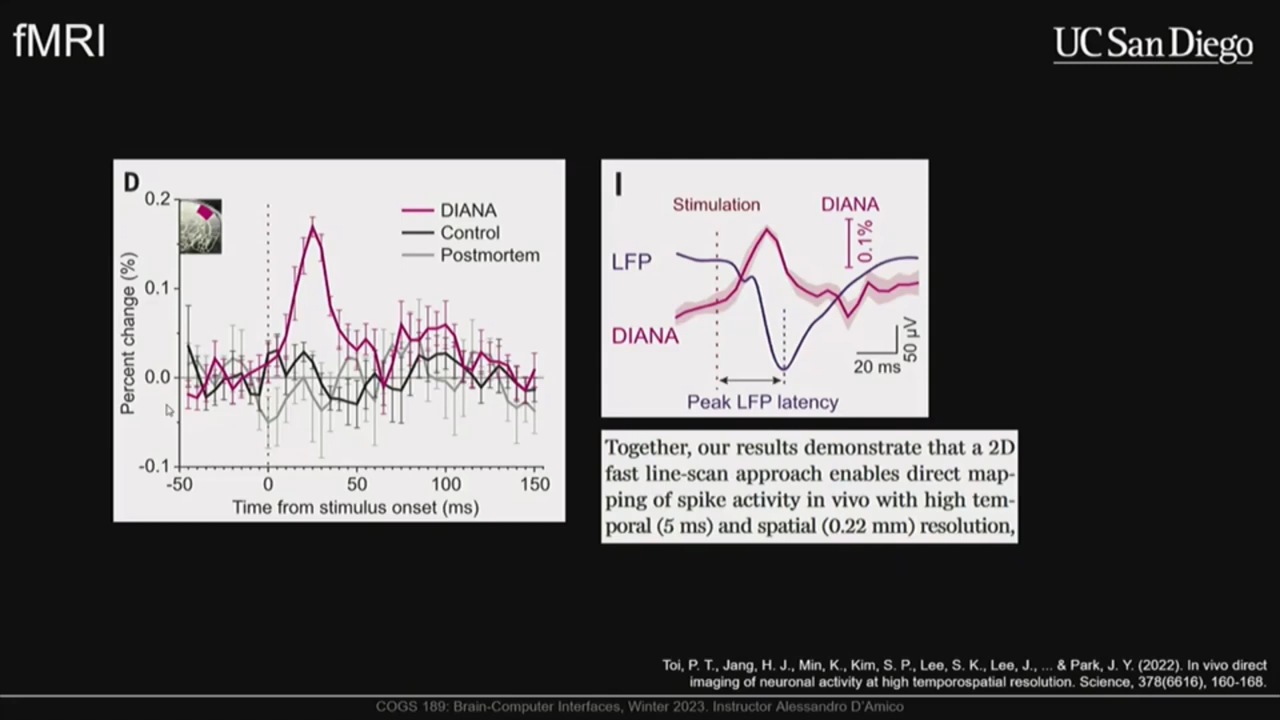 fMRI
UC San Diego
D
0.2
0.1
0.0
-0.1
Percent change (%)
DIANA
Control
Postmortem
-50
0
50
100
150
Time from stimulus onset (ms)
I
Stimulation
DIANA
0.1%
LFP
DIANA
20 ms
50 µV
Peak LFP latency
Together, our results demonstrate that a 2D
fast line-scan approach enables direct map-
ping of spike activity in vivo with high tem-
poral (5 ms) and spatial (0.22 mm) resolution,
Toi, P. T., Jang, H. J., Min, K., Kim, S. P., Lee, S. K., Lee, J., ... & Park, J. Y. (2022). In vivo direct
imaging of neuronal activity at high temporospatial resolution. Science, 378(6616), 160-168.
COGS 189: Brain-Computer Interfaces, Winter 2023. Instructor Alessandro D'Amico